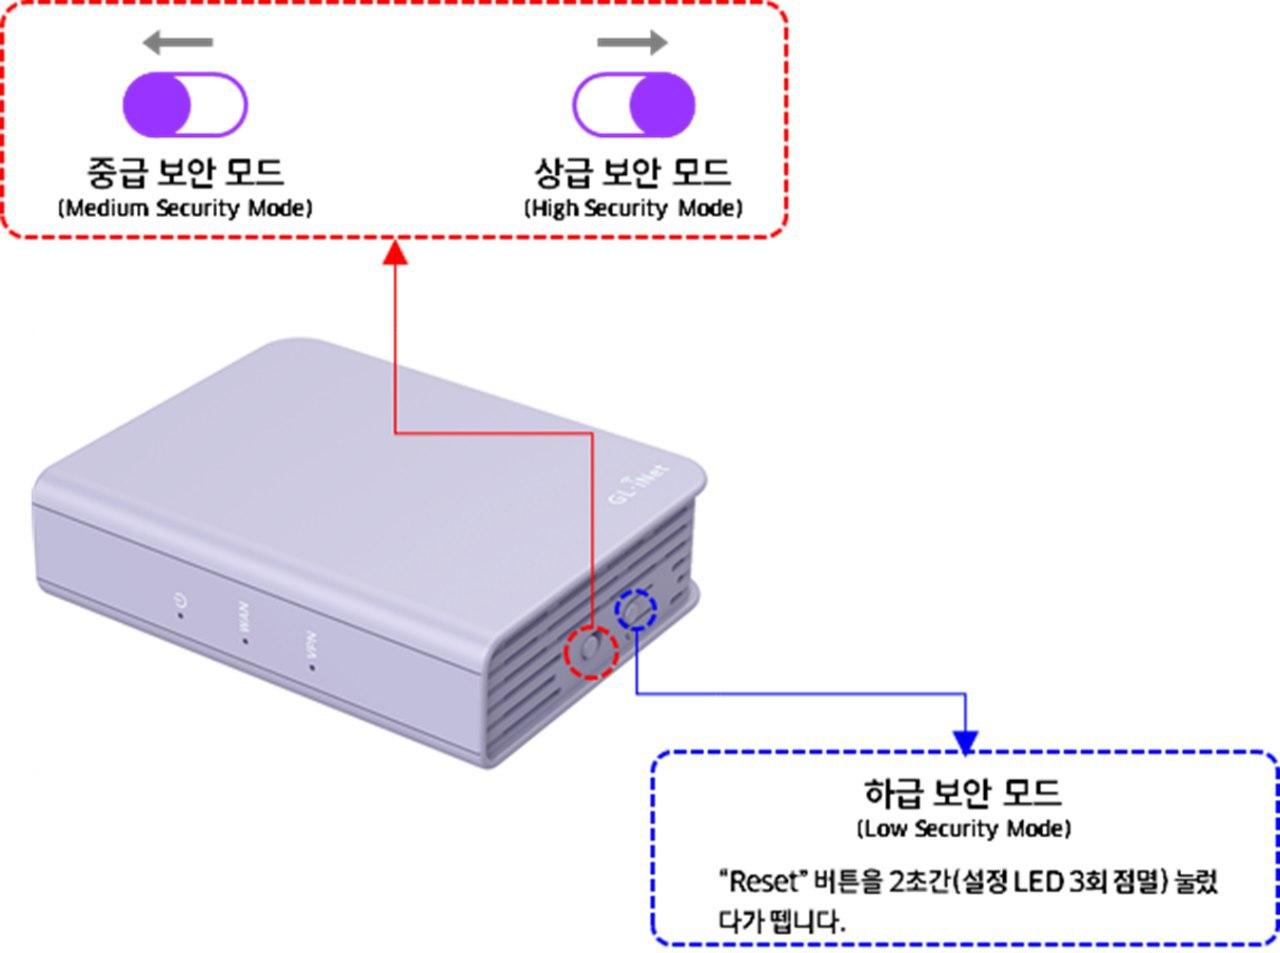 중급 보안 모드
(Medium Security Mode)
상급 보안 모드
(High Security Mode)
GL·iNet
WAN
VPN
하급 보안 모드
(Low Security Mode)
“Reset” 버튼을 2초간(설정 LED 3회 점멸) 눌렀
다가 뗍니다.